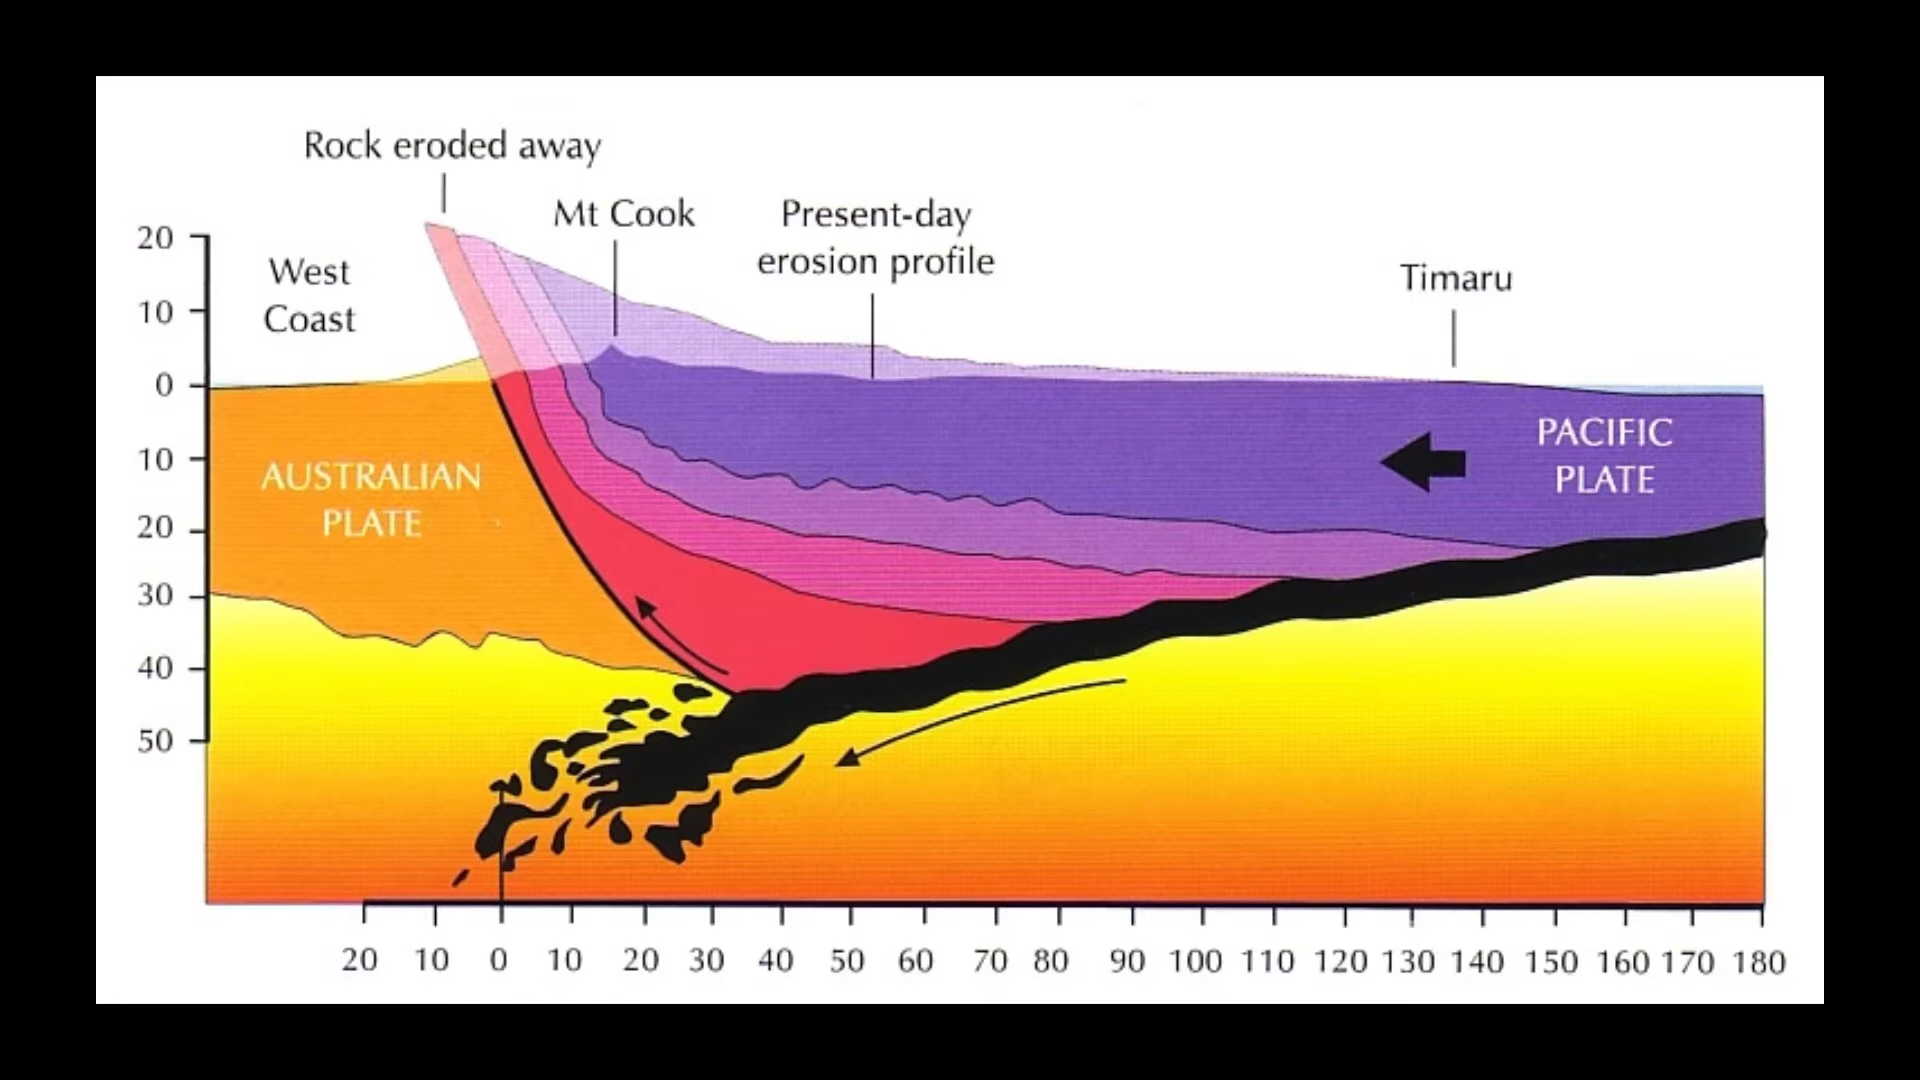 Rock eroded away
Mt Cook
Present-day
erosion profile
West
Coast
Timaru
20
10
0
10
20
30
40
50
AUSTRALIAN
PLATE
PACIFIC
PLATE
20 10 0 10 20 30 40 50 60 70 80 90 100 110 120 130 140 150 160 170 180